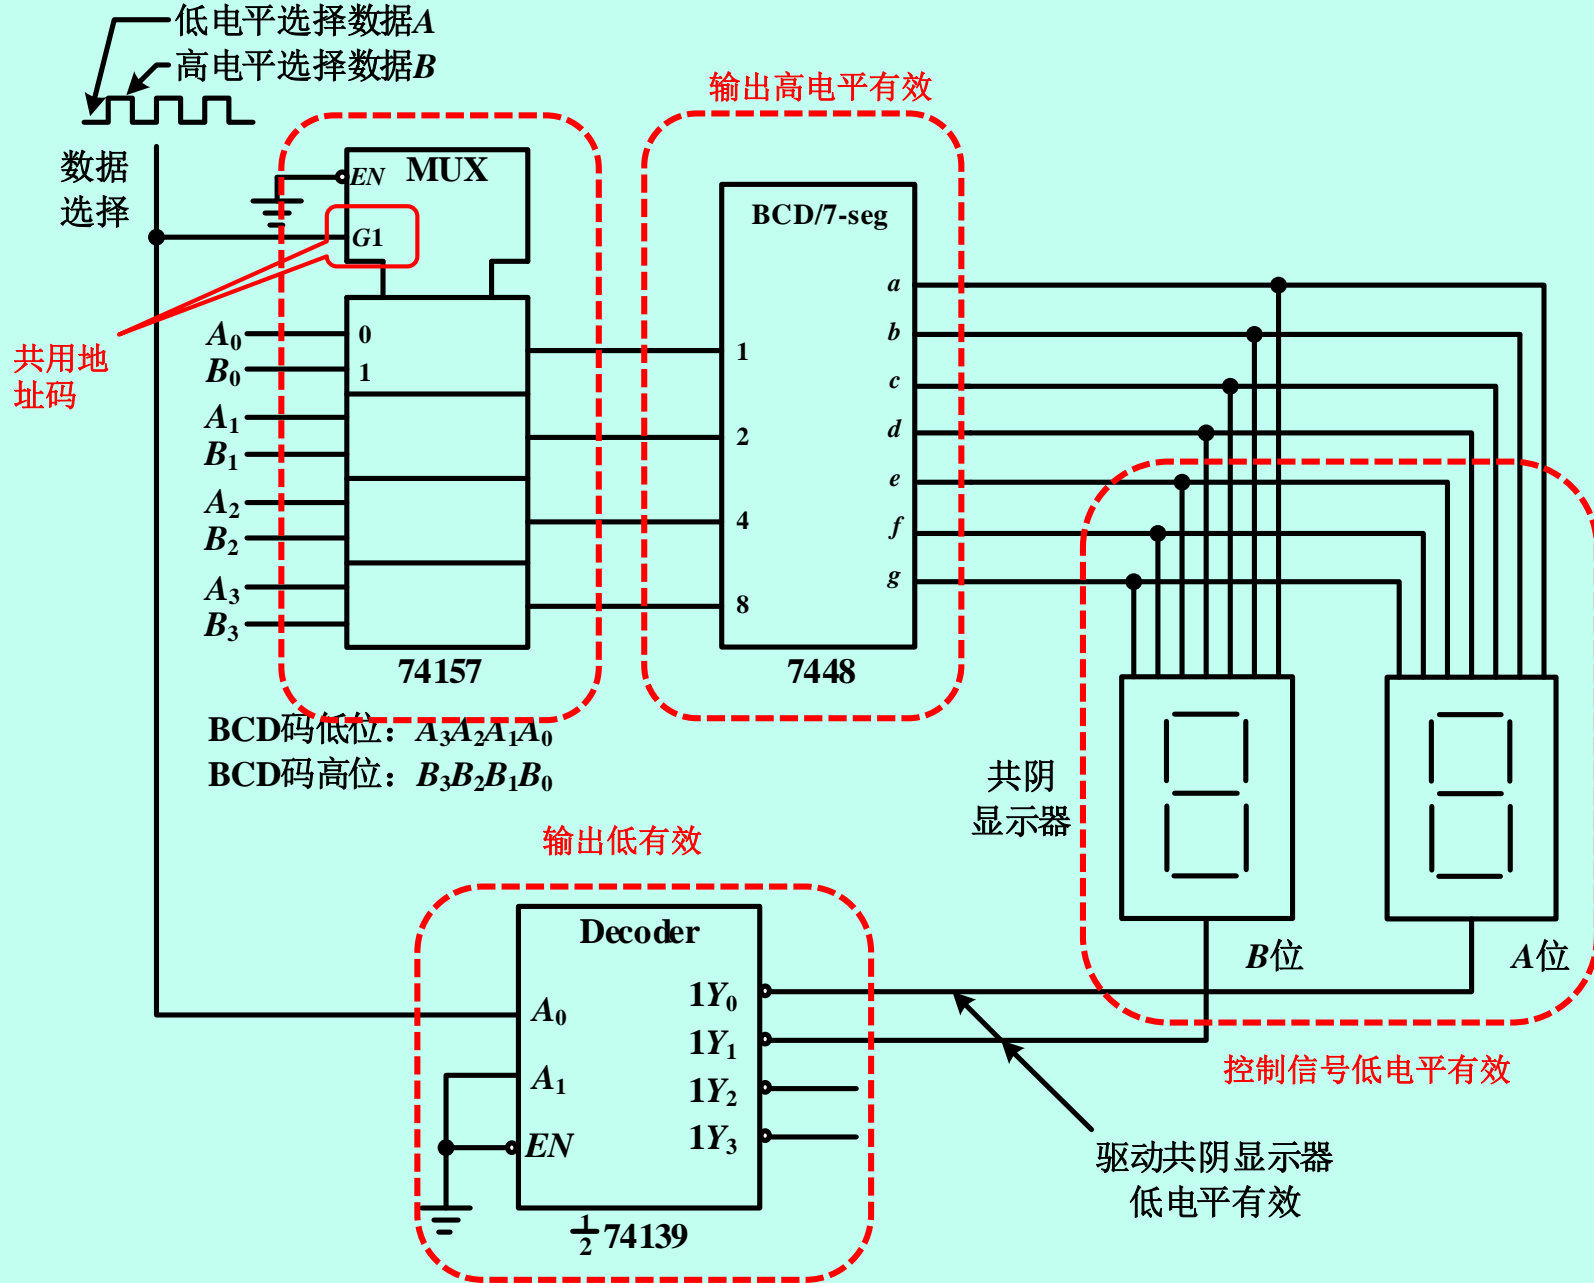 低电平选择数据A
高电平选择数据B
输出高电平有效
数据
选择
EN
MUX
G1
共用地
址码
A0
B0
A1
B1
A2
B2
A3
B3
0
1
74157
BCD/7-seg
1
2
4
8
a
b
c
d
e
f
g
7448
BCD码低位：A3A2A1A0
BCD码高位：B3B2B1B0
共阴
显示器
B位
A位
控制信号低电平有效
输出低有效
Decoder
A0
A1
EN
1Y0
1Y1
1Y2
1Y3
1/2 74139
驱动共阴显示器
低电平有效